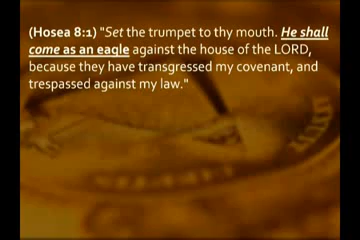 (Hosea 8:1) "Set the trumpet to thy mouth. He shall
come as an eagle against the house of the LORD,
because they have transgressed my covenant, and
trespassed against my law."